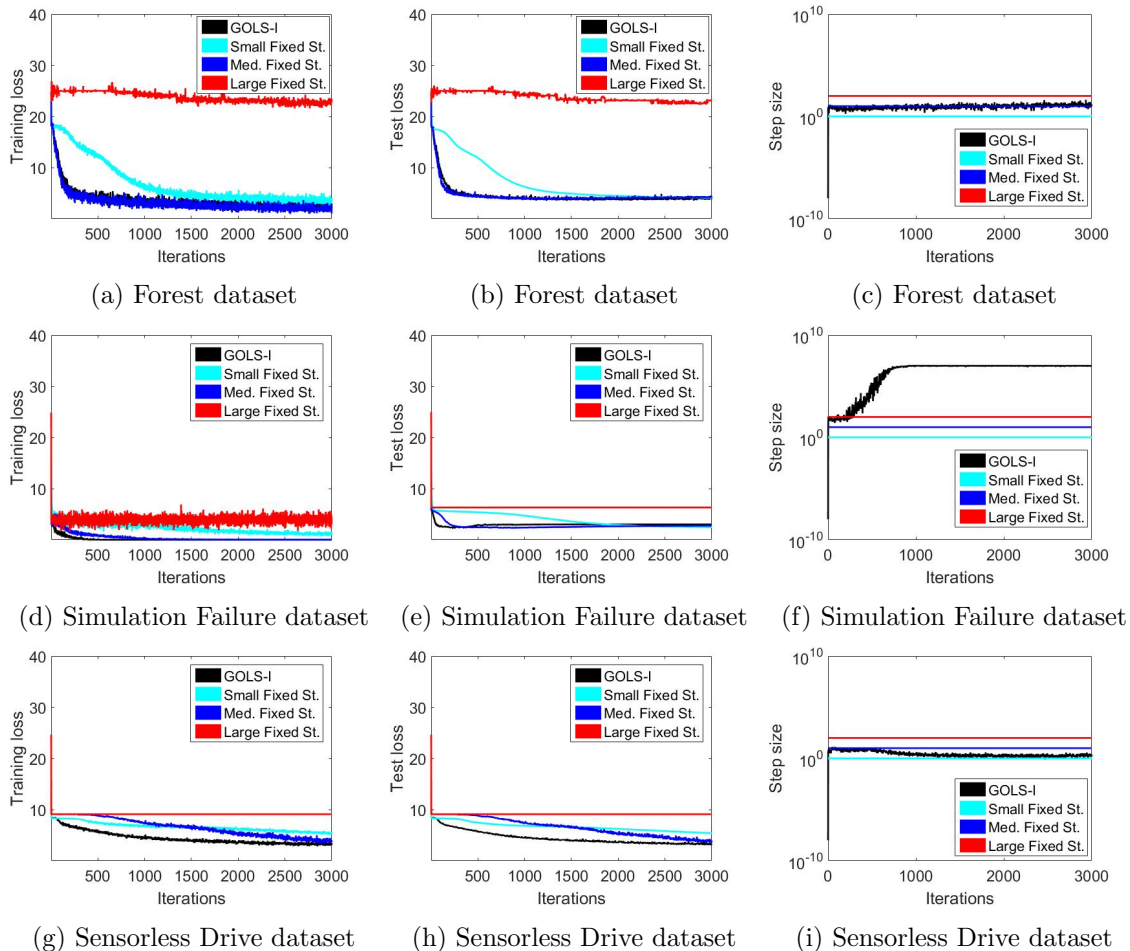 40
30
20
10
Training loss
500 1000 1500 2000 2500 3000
Iterations
GOLS-I
Small Fixed St.
Med. Fixed St.
Large Fixed St.
(a) Forest dataset
40
30
20
10
Test loss
500 1000 1500 2000 2500 3000
Iterations
GOLS-I
Small Fixed St.
Med. Fixed St.
Large Fixed St.
(b) Forest dataset
10^10
10^0
10^-10
Step size
0 1000 2000 3000
Iterations
GOLS-I
Small Fixed St.
Med. Fixed St.
Large Fixed St.
(c) Forest dataset
40
30
20
10
Training loss
500 1000 1500 2000 2500 3000
Iterations
GOLS-I
Small Fixed St.
Med. Fixed St.
Large Fixed St.
(d) Simulation Failure dataset
40
30
20
10
Test loss
500 1000 1500 2000 2500 3000
Iterations
GOLS-I
Small Fixed St.
Med. Fixed St.
Large Fixed St.
(e) Simulation Failure dataset
10^10
10^0
10^-10
Step size
0 1000 2000 3000
Iterations
GOLS-I
Small Fixed St.
Med. Fixed St.
Large Fixed St.
(f) Simulation Failure dataset
40
30
20
10
Training loss
500 1000 1500 2000 2500 3000
Iterations
GOLS-I
Small Fixed St.
Med. Fixed St.
Large Fixed St.
(g) Sensorless Drive dataset
40
30
20
10
Test loss
500 1000 1500 2000 2500 3000
Iterations
GOLS-I
Small Fixed St.
Med. Fixed St.
Large Fixed St.
(h) Sensorless Drive dataset
10^10
10^0
10^-10
Step size
0 1000 2000 3000
Iterations
GOLS-I
Small Fixed St.
Med. Fixed St.
Large Fixed St.
(i) Sensorless Drive dataset